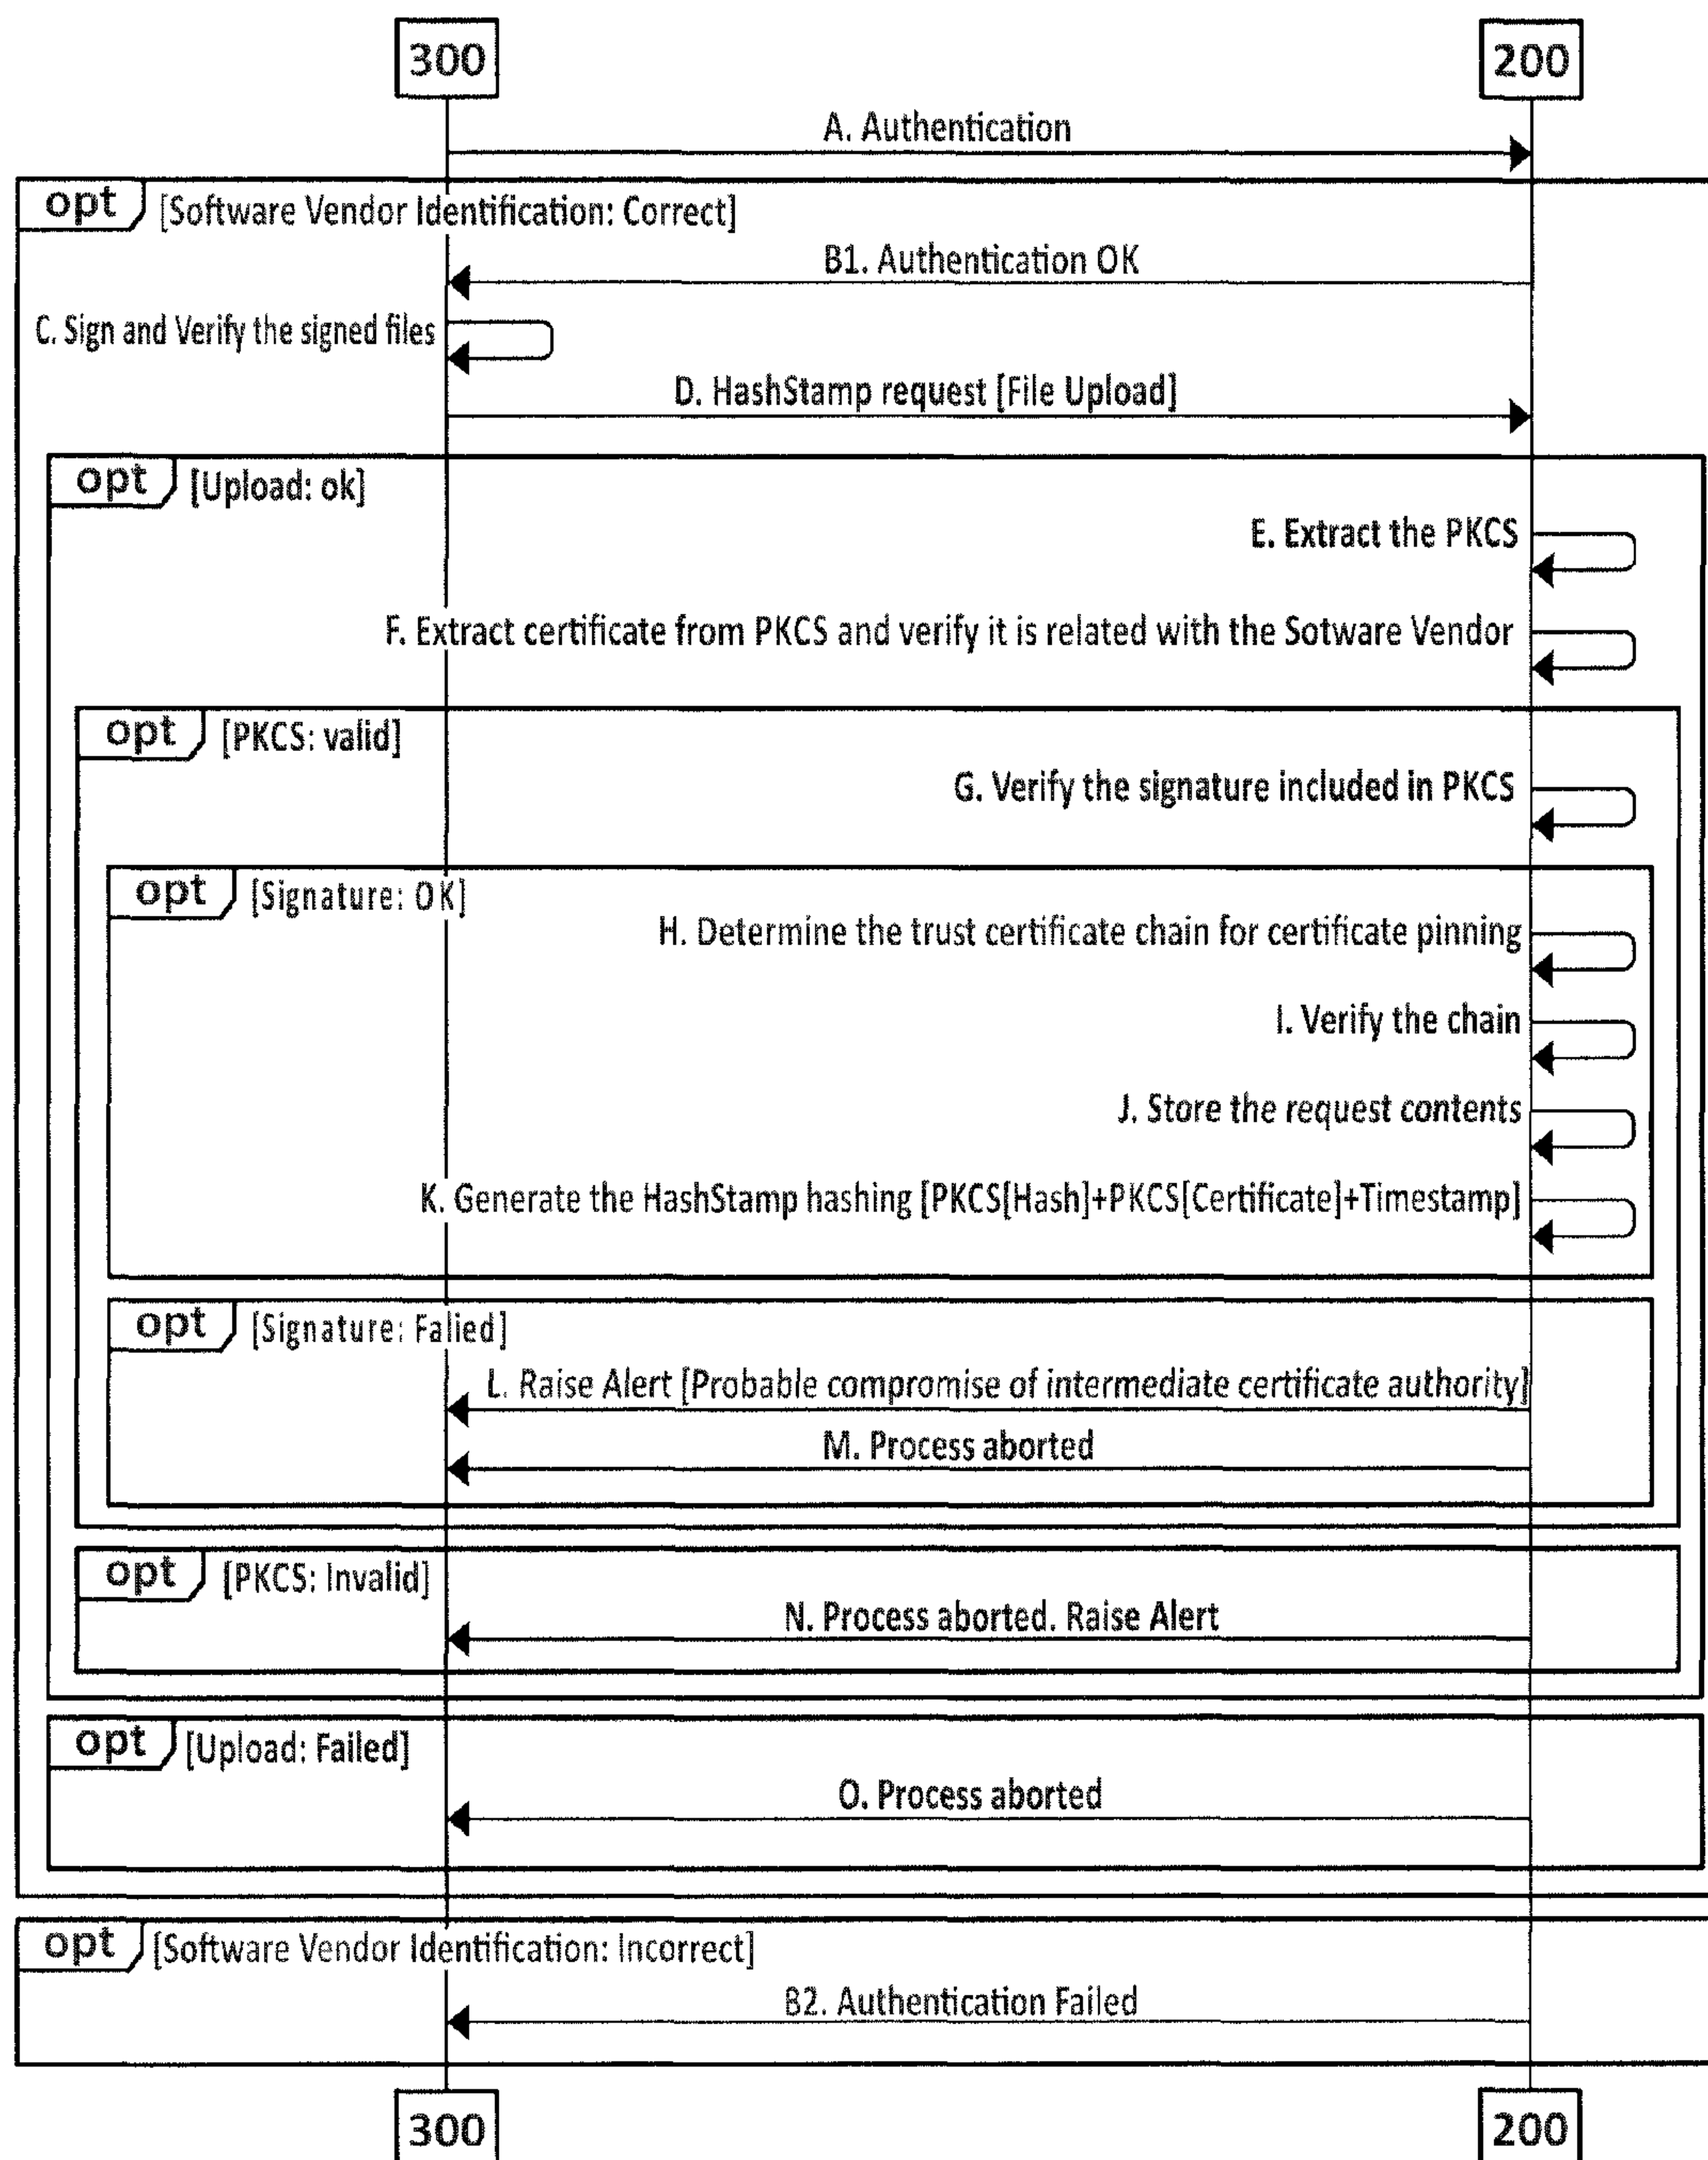 300
200
A. Authentication
opt [Software Vendor Identification: Correct]
B1. Authentication OK
C. Sign and Verify the signed files
D. HashStamp request [File Upload]
opt [Upload: ok]
E. Extract the PKCS
F. Extract certificate from PKCS and verify it is related with the Sotware Vendor
opt [PKCS: valid]
G. Verify the signature included in PKCS
opt [Signature: OK]
H. Determine the trust certificate chain for certificate pinning
I. Verify the chain
J. Store the request contents
K. Generate the HashStamp hashing [PKCS[Hash]+PKCS[Certificate]+Timestamp]
opt [Signature: Falied]
L. Raise Alert [Probable compromise of intermediate certificate authority]
M. Process aborted
opt [PKCS: Invalid]
N. Process aborted. Raise Alert
opt [Upload: Failed]
O. Process aborted
opt [Software Vendor Identification: Incorrect]
B2. Authentication Failed
300
200